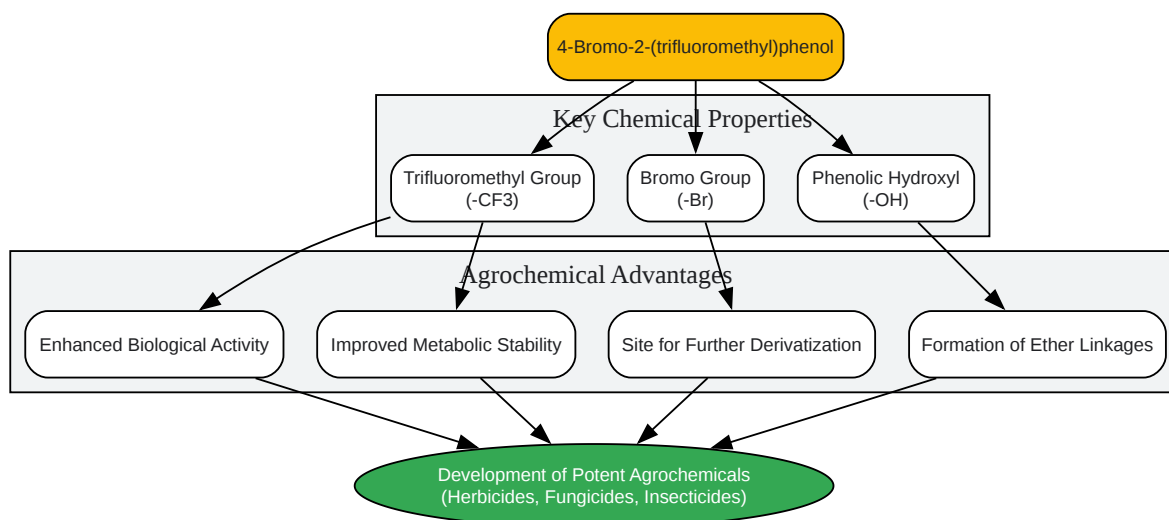 4-Bromo-2-(trifluoromethyl)phenol
Key Chemical Properties
Trifluoromethyl Group
(-CF3)
Bromo Group
(-Br)
Phenolic Hydroxyl
(-OH)
Agrochemical Advantages
Enhanced Biological Activity
Improved Metabolic Stability
Site for Further Derivatization
Formation of Ether Linkages
Development of Potent Agrochemicals
(Herbicides, Fungicides, Insecticides)